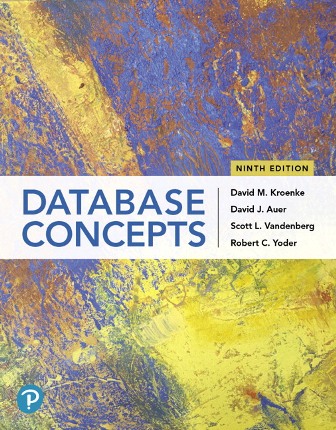 NINTH EDITION
DATABASE
CONCEPTS
David M. Kroenke
David J. Auer
Scott L. Vandenberg
Robert C. Yoder
P